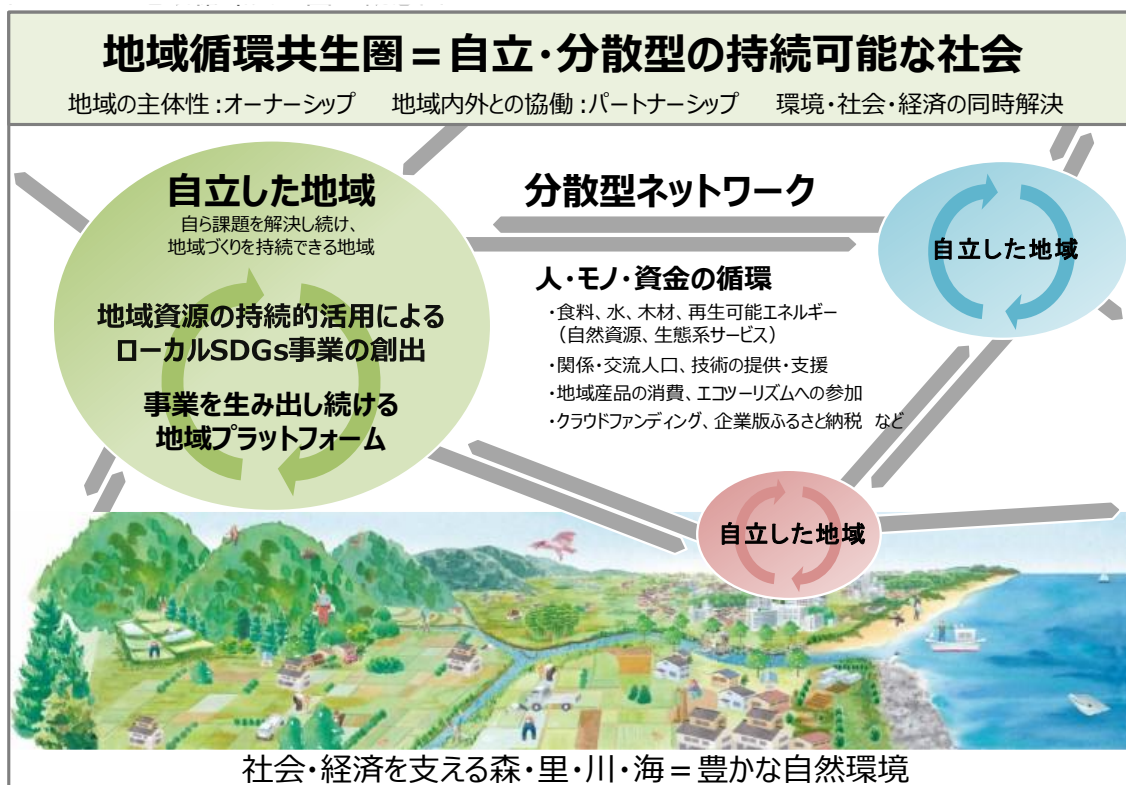 地域循環共生圏=自立・分散型の持続可能な社会
地域の主体性:オーナーシップ 地域内外との協働:パートナーシップ 環境・社会・経済の同時解決
自立した地域
自ら課題を解決し続け、
地域づくりを持続できる地域
地域資源の持続的活用による
ローカルSDGs事業の創出
事業を生み出し続ける
地域プラットフォーム
分散型ネットワーク
人・モノ・資金の循環
・食料、水、木材、再生可能エネルギー
(自然資源、生態系サービス)
・関係・交流人口、技術の提供・支援
・地域産品の消費、エコツーリズムへの参加
・クラウドファンディング、企業版ふるさと納税 など
自立した地域
自立した地域
社会・経済を支える森・里・川・海=豊かな自然環境